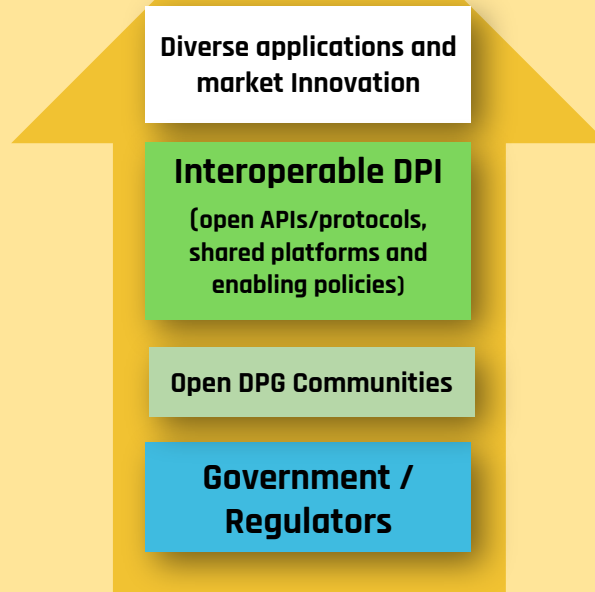 Diverse applications and
market Innovation
Interoperable DPI
(open APIs/protocols,
shared platforms and
enabling policies)
Open DPG Communities
Government /
Regulators